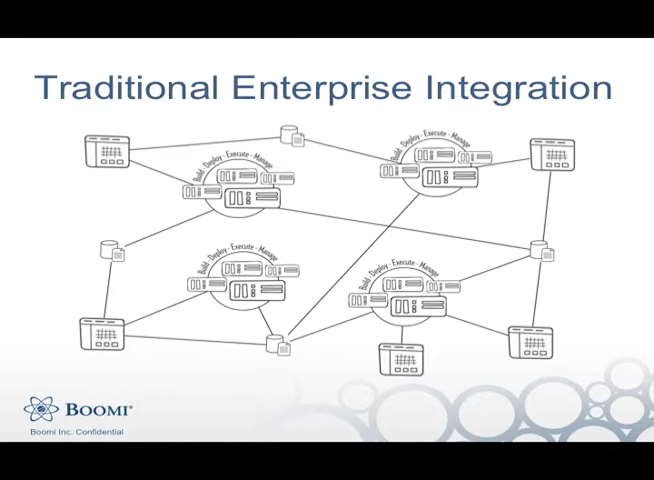 Traditional Enterprise Integration
Build - Deploy - Execute - Manage
Build - Deploy - Execute - Manage
Build - Deploy - Execute - Manage
Build - Deploy - Execute - Manage
BOOMI®
Boomi Inc. Confidential